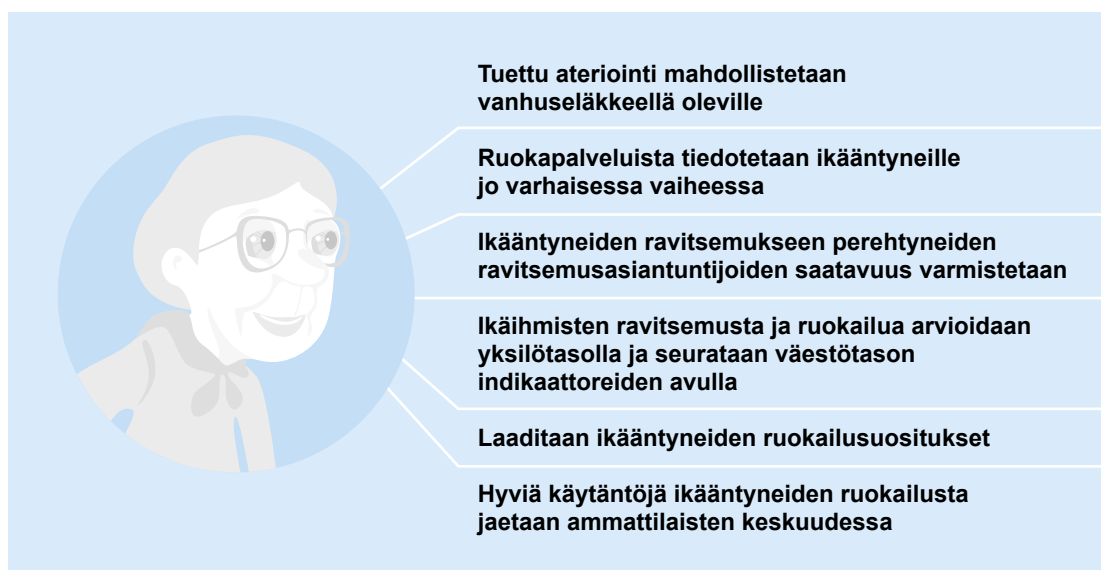 Tuettu ateriointi mahdollistetaan
vanhuseläkkeellä oleville
Ruokapalveluista tiedotetaan ikääntyneille
jo varhaisessa vaiheessa
Ikääntyneiden ravitsemukseen perehtyneiden
ravitsemusasiantuntijoiden saatavuus varmistetaan
Ikäihmisten ravitsemusta ja ruokailua arvioidaan
yksilötasolla ja seurataan väestötason
indikaattoreiden avulla
Laaditaan ikääntyneiden ruokailusuositukset
Hyviä käytäntöjä ikääntyneiden ruokailusta
jaetaan ammattilaisten keskuudessa